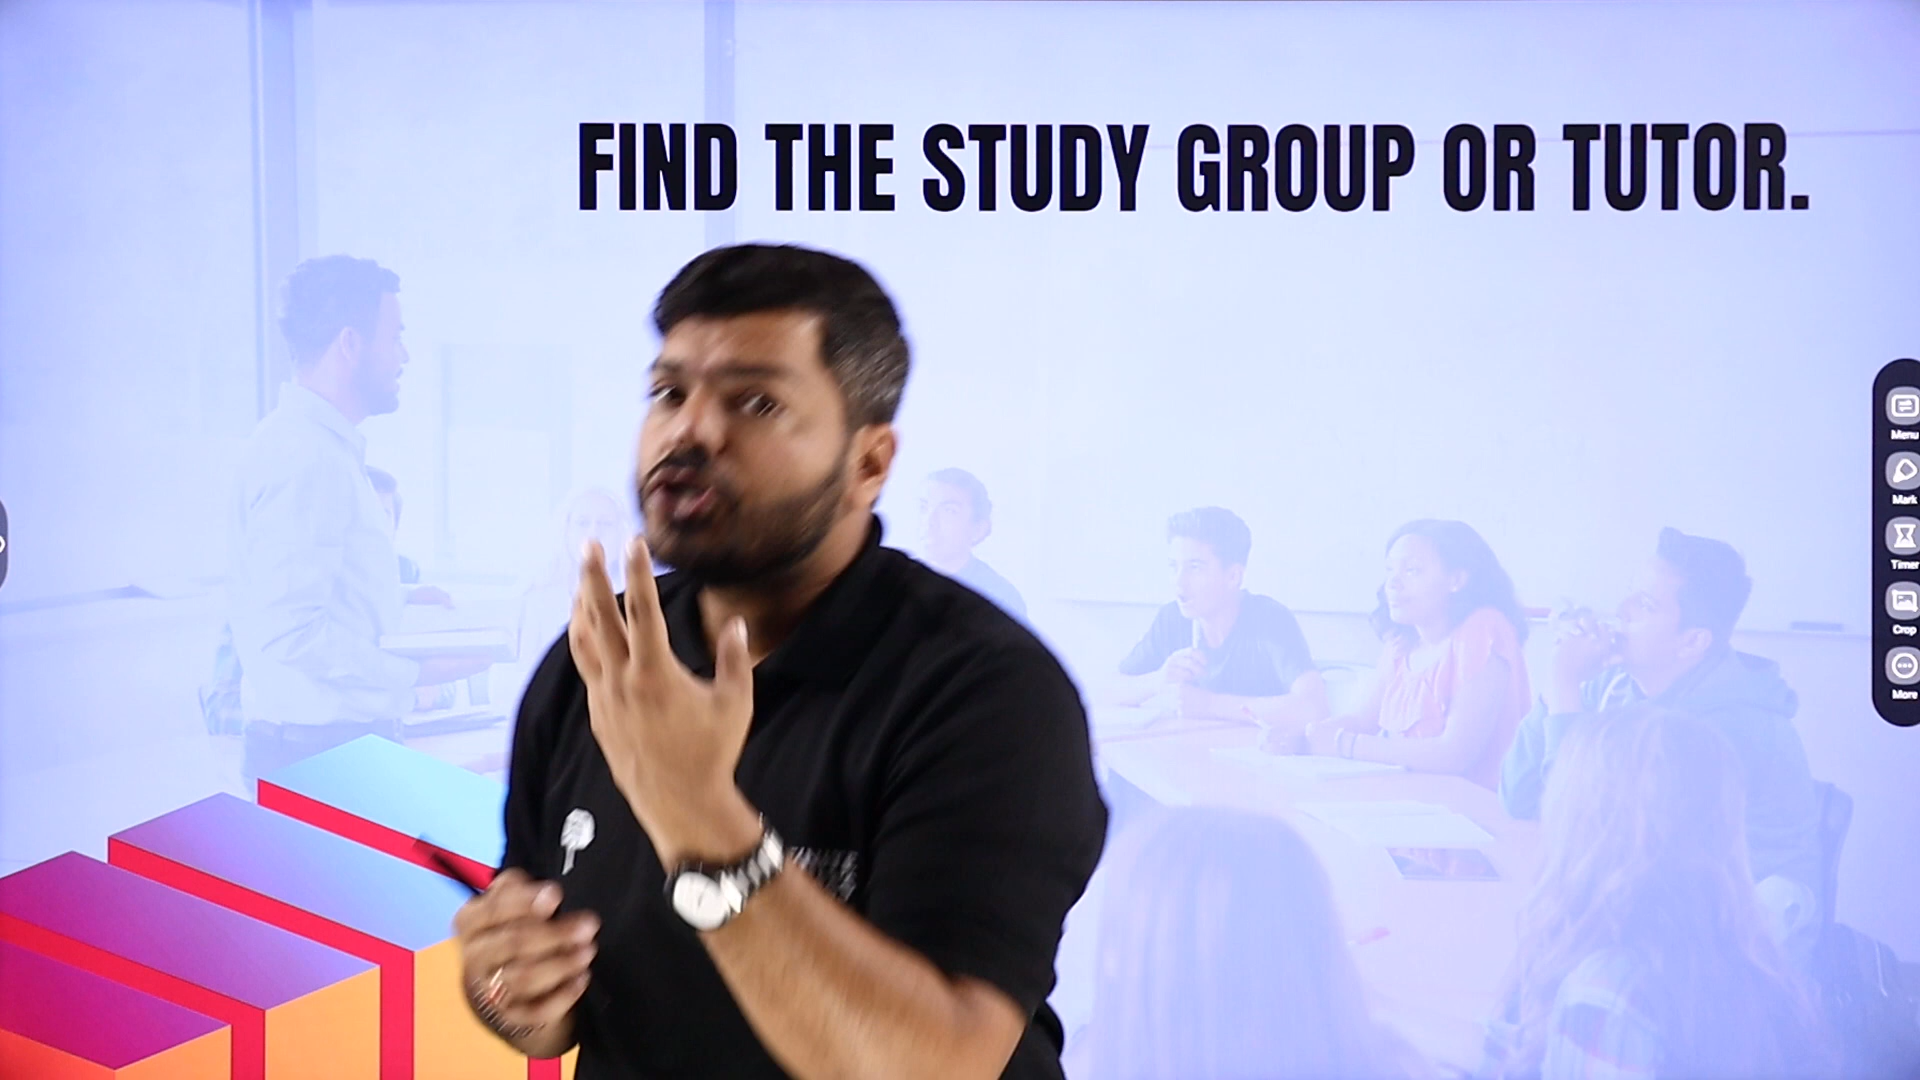 FIND THE STUDY GROUP OR TUTOR.
Menu
Mark
Timer
Crop
More